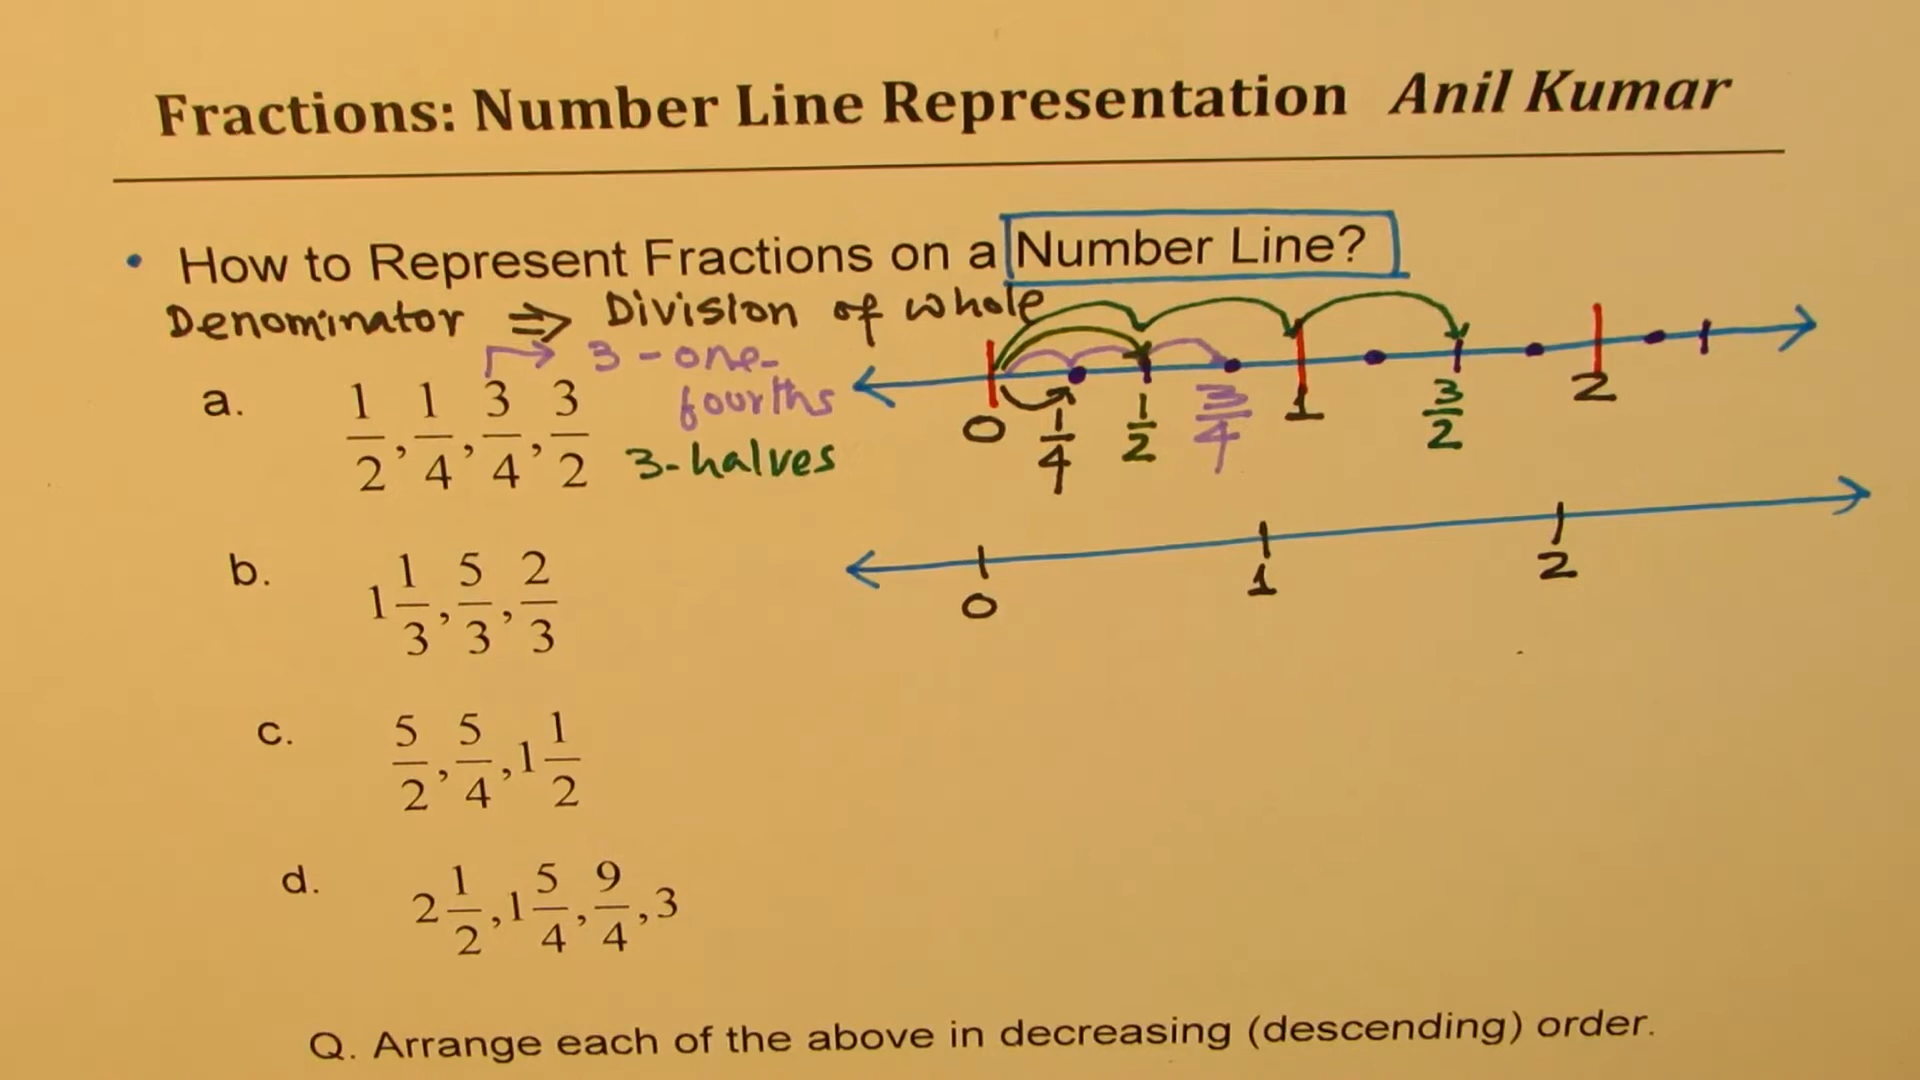 Fractions: Number Line Representation Anil Kumar
• How to Represent Fractions on a Number Line?
Denominator ⇒ Division of whole
3-one-fourths
a. 1/2, 1/4, 3/4, 3/2
3-halves
0 1/4 1/2 3/4 1 3/2 2
b. 1 1/3, 5/3, 2/3
0 1 2
c. 5/2, 5/4, 1 1/2
d. 2 1/2, 1 5/4, 9/4, 3
Q. Arrange each of the above in decreasing (descending) order.